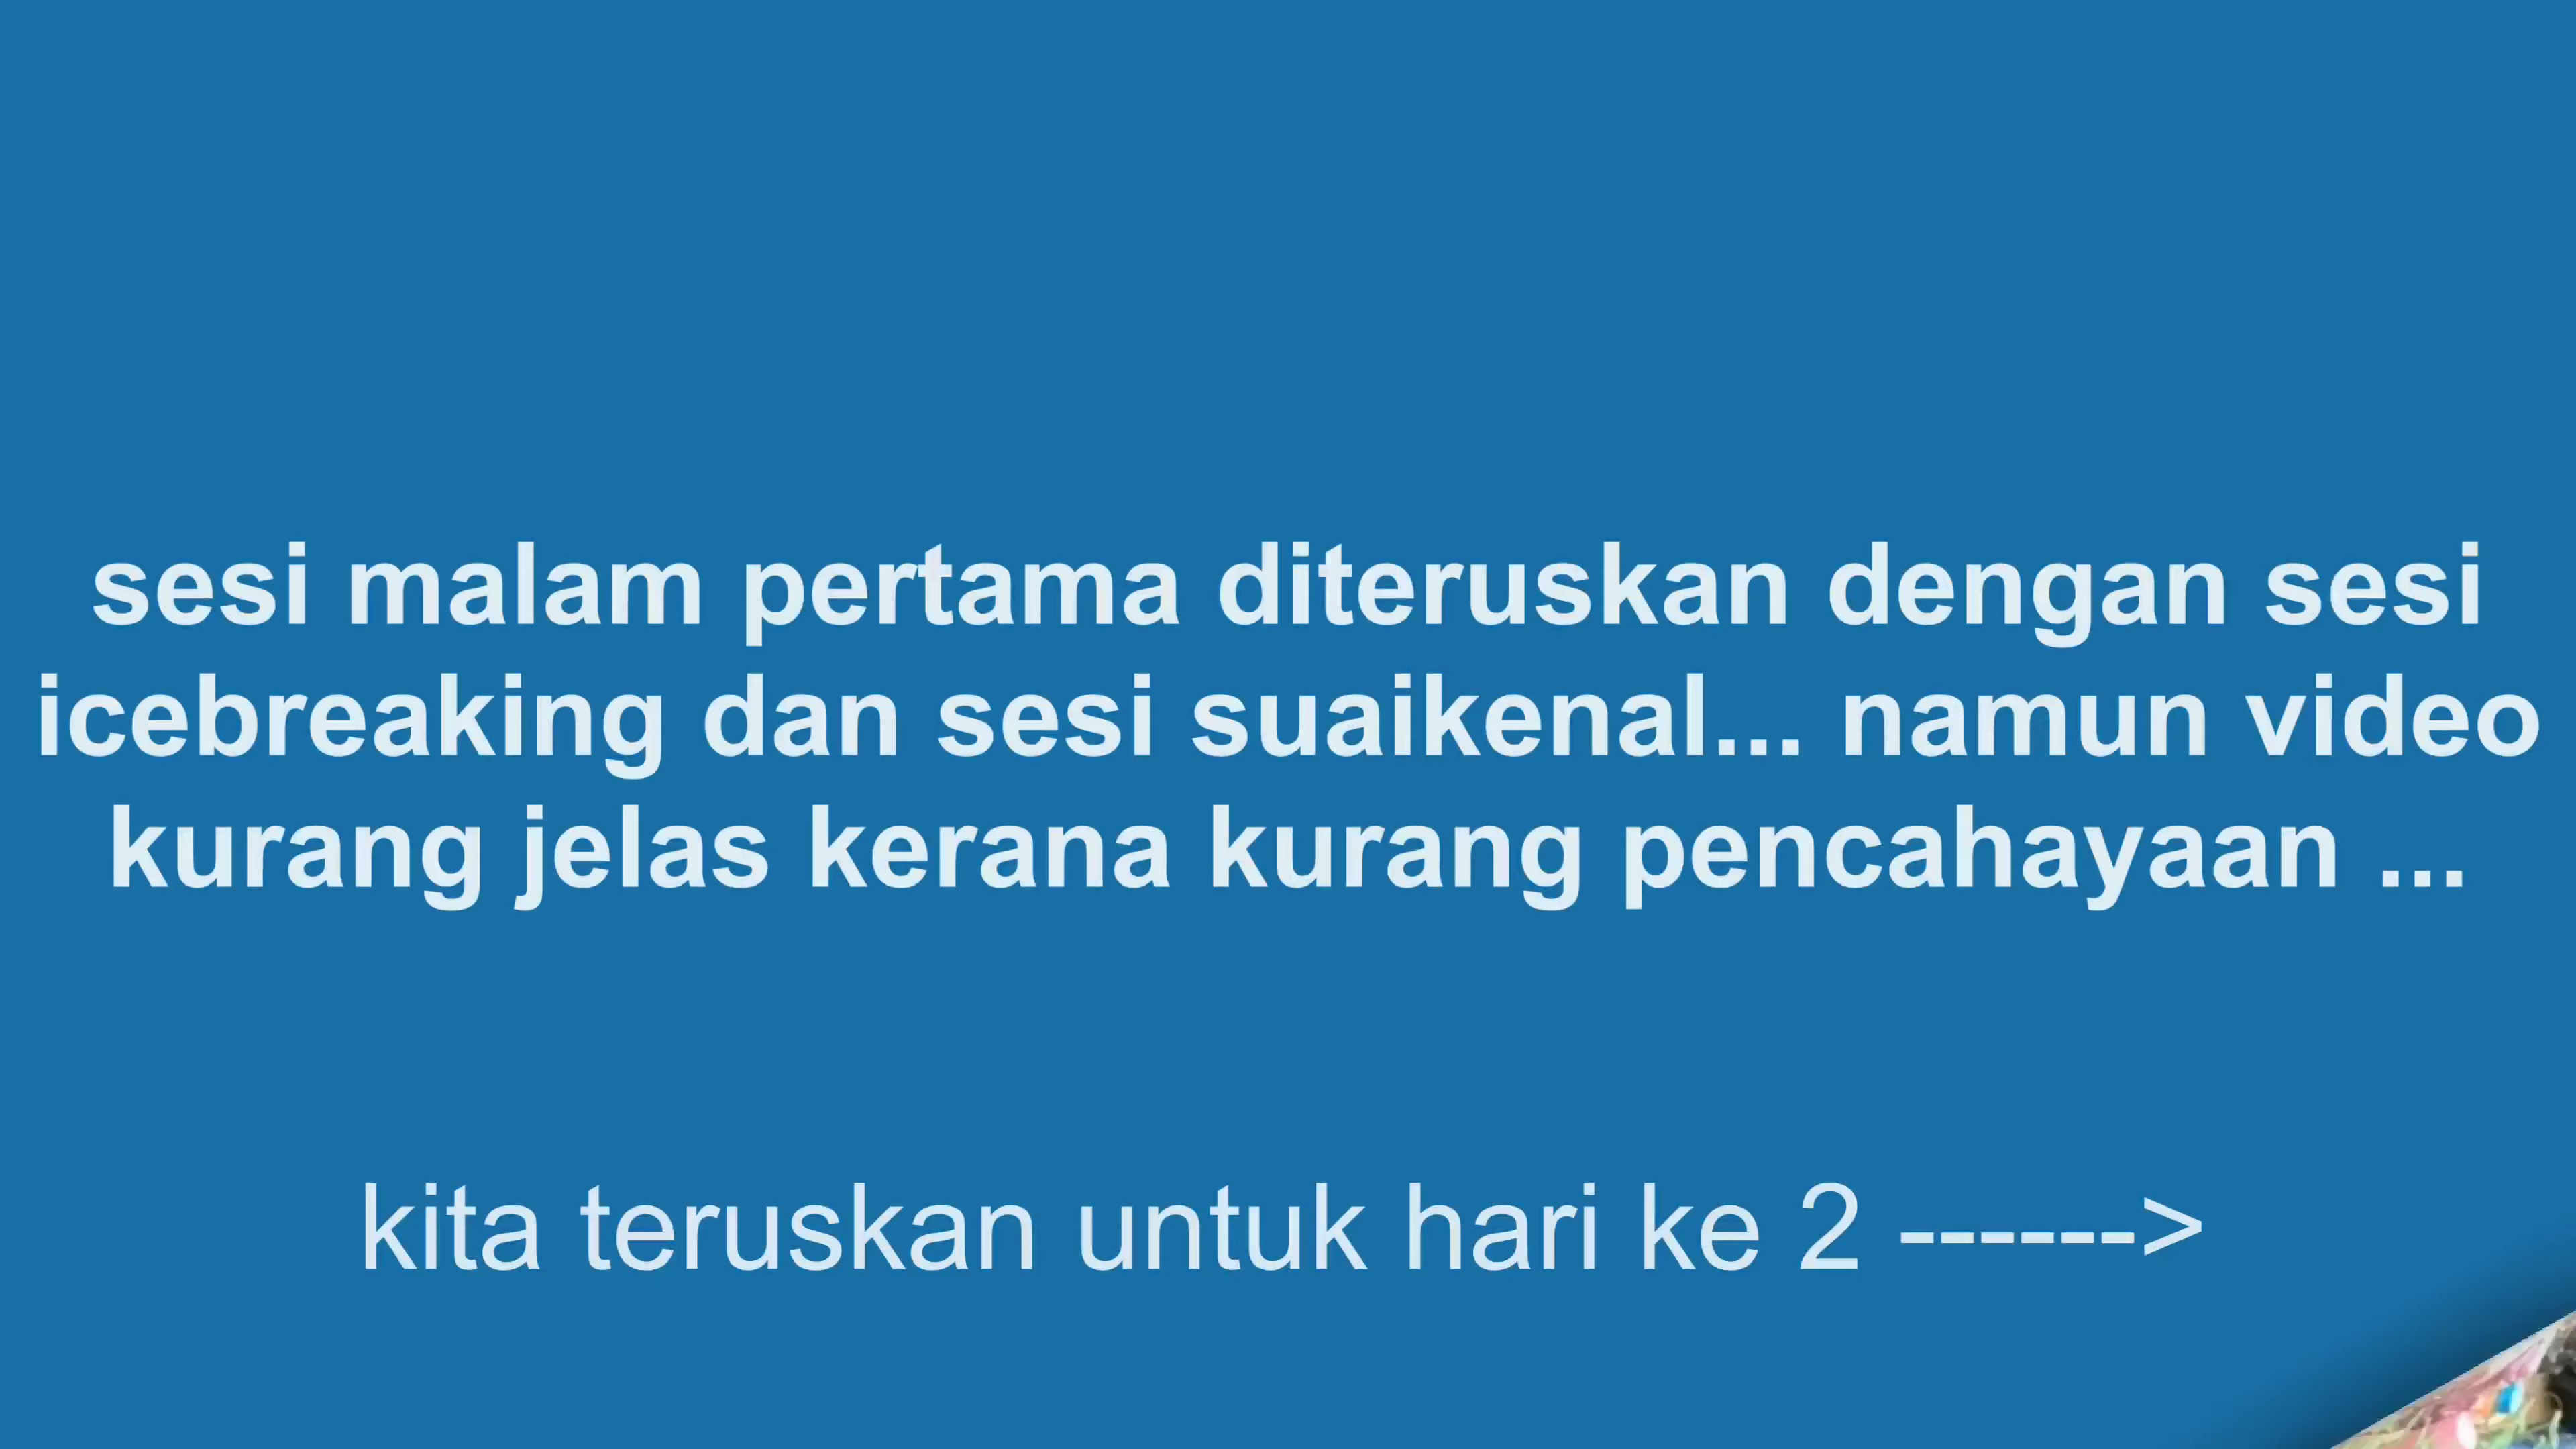 sesi malam pertama diteruskan dengan sesi
icebreaking dan sesi suaikenal... namun video
kurang jelas kerana kurang pencahayaan ...
kita teruskan untuk hari ke 2 ------>